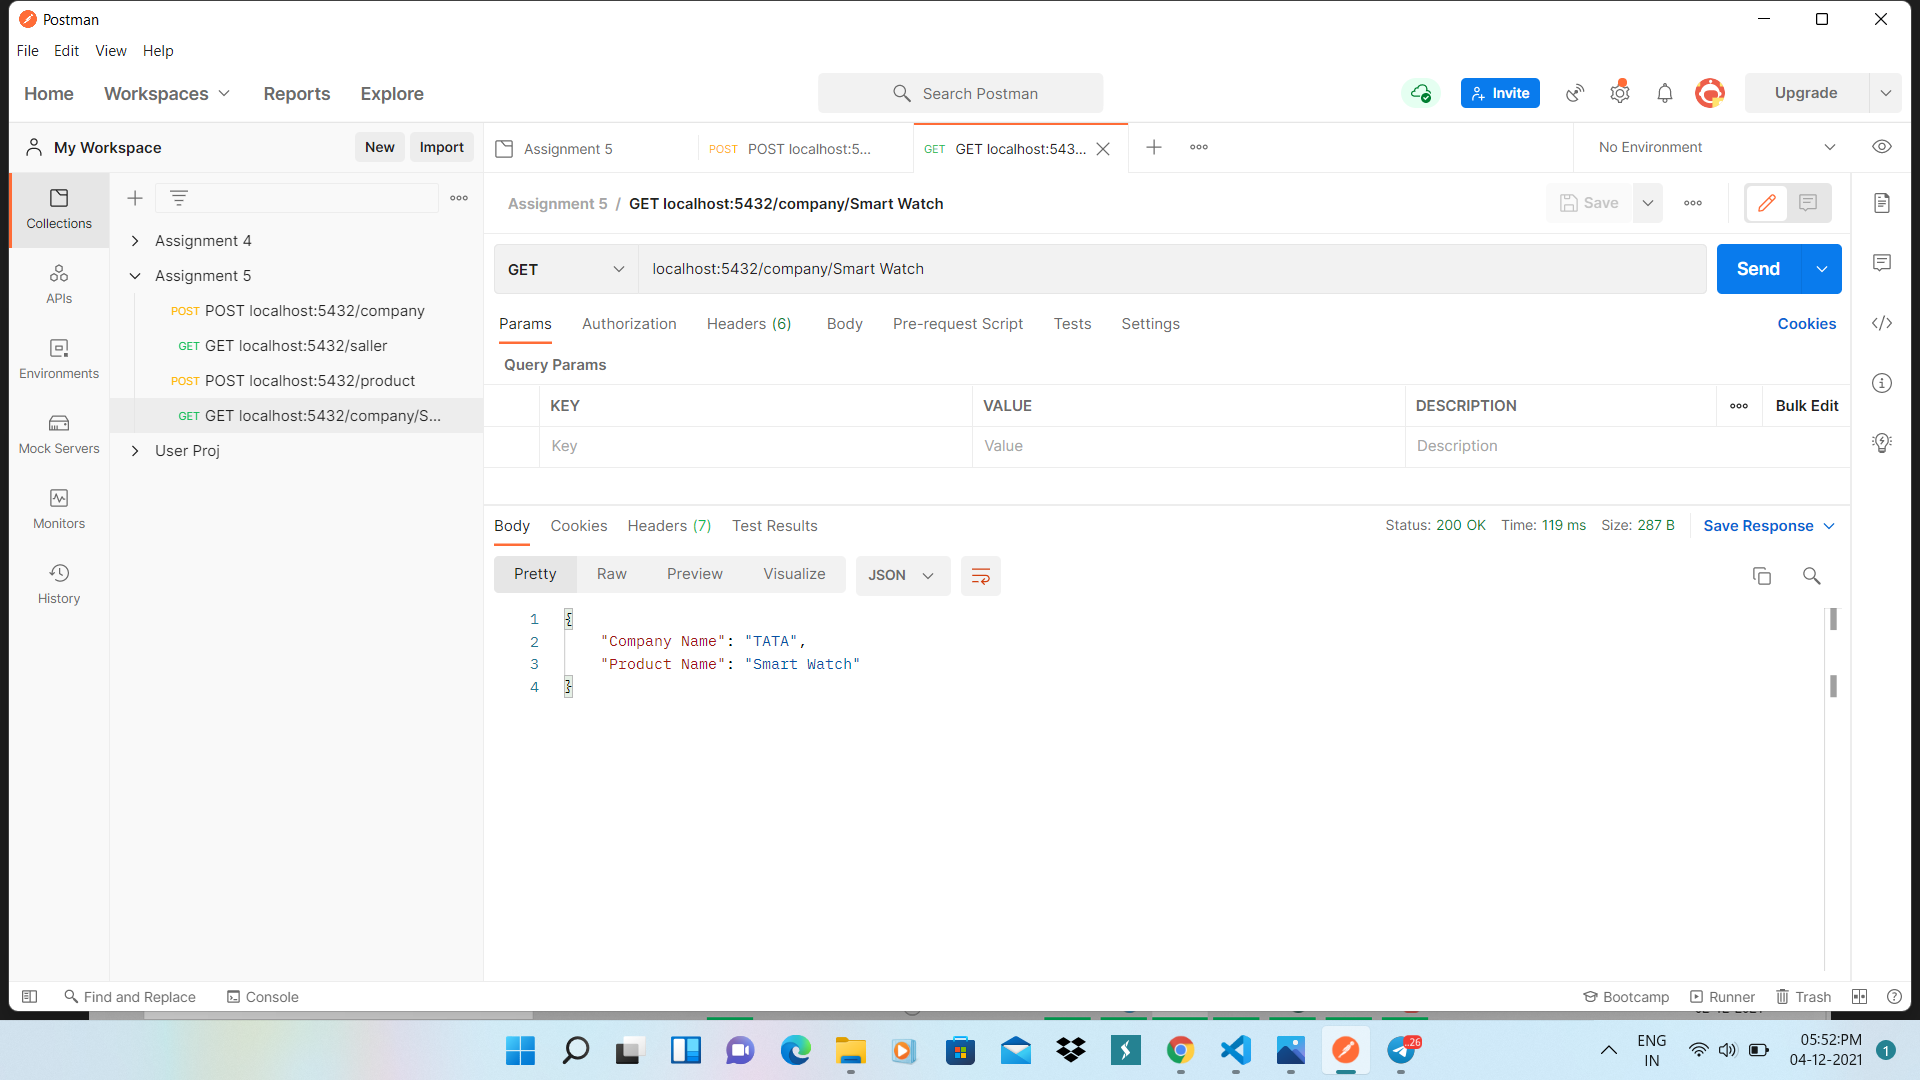 Postman
File Edit View Help
Home Workspaces Reports Explore
Search Postman
Invite
Upgrade
My Workspace New Import
Assignment 5
POST POST localhost:5...
GET GET localhost:543...
No Environment
Collections
APIs
Environments
Mock Servers
Monitors
History
Assignment 4
Assignment 5
POST POST localhost:5432/company
GET GET localhost:5432/saller
POST POST localhost:5432/product
GET GET localhost:5432/company/S...
User Proj
Assignment 5 / GET localhost:5432/company/Smart Watch
Save
GET localhost:5432/company/Smart Watch
Send
Params Authorization Headers (6) Body Pre-request Script Tests Settings Cookies
Query Params
KEY VALUE DESCRIPTION Bulk Edit
Key Value Description
Body Cookies Headers (7) Test Results Status: 200 OK Time: 119 ms Size: 287 B Save Response
Pretty Raw Preview Visualize JSON
1 {
2 "Company Name": "TATA",
3 "Product Name": "Smart Watch"
4 }
Find and Replace Console Bootcamp Runner Trash
26
ENG
IN
05:52:PM
04-12-2021
1